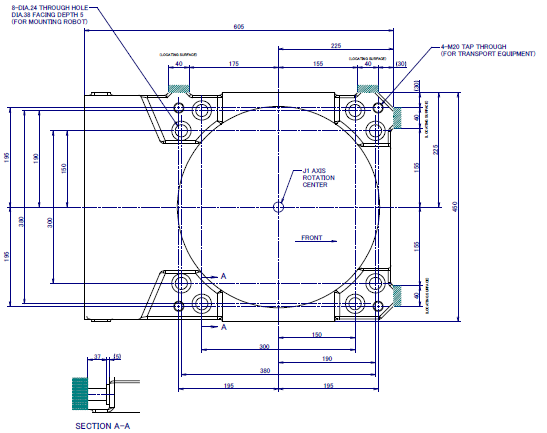 8-DIA.24 THROUGH HOLE
DIA.38 FACING DEPTH 5
(FOR MOUNTING ROBOT)
605
225
(LOCATING SURFACE)
(LOCATING SURFACE)
4-M20 TAP THROUGH
(FOR TRANSPORT EQUIPMENT)
40
175
155
40
(30)
(30)
40
(LOCATING SURFACE)
225
155
450
155
40
(LOCATING SURFACE)
195
380
190
300
150
195
J1 AXIS
ROTATION
CENTER
FRONT
A
A
150
300
190
380
195
195
37
(5)
SECTION A-A